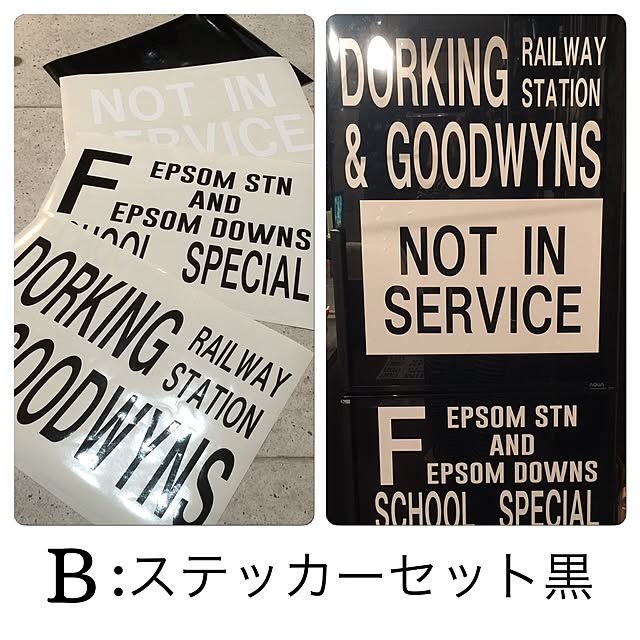 NOT IN
SERVICE
F EPSOM STN
AND
EPSOM DOWNS
SCHOOL SPECIAL
DORKING RAILWAY
STATION
GOODWYNS
DORKING RAILWAY
STATION
& GOODWYNS
NOT IN
SERVICE
AQUA
F EPSOM STN
AND
EPSOM DOWNS
SCHOOL SPECIAL
B:ステッカーセット黒